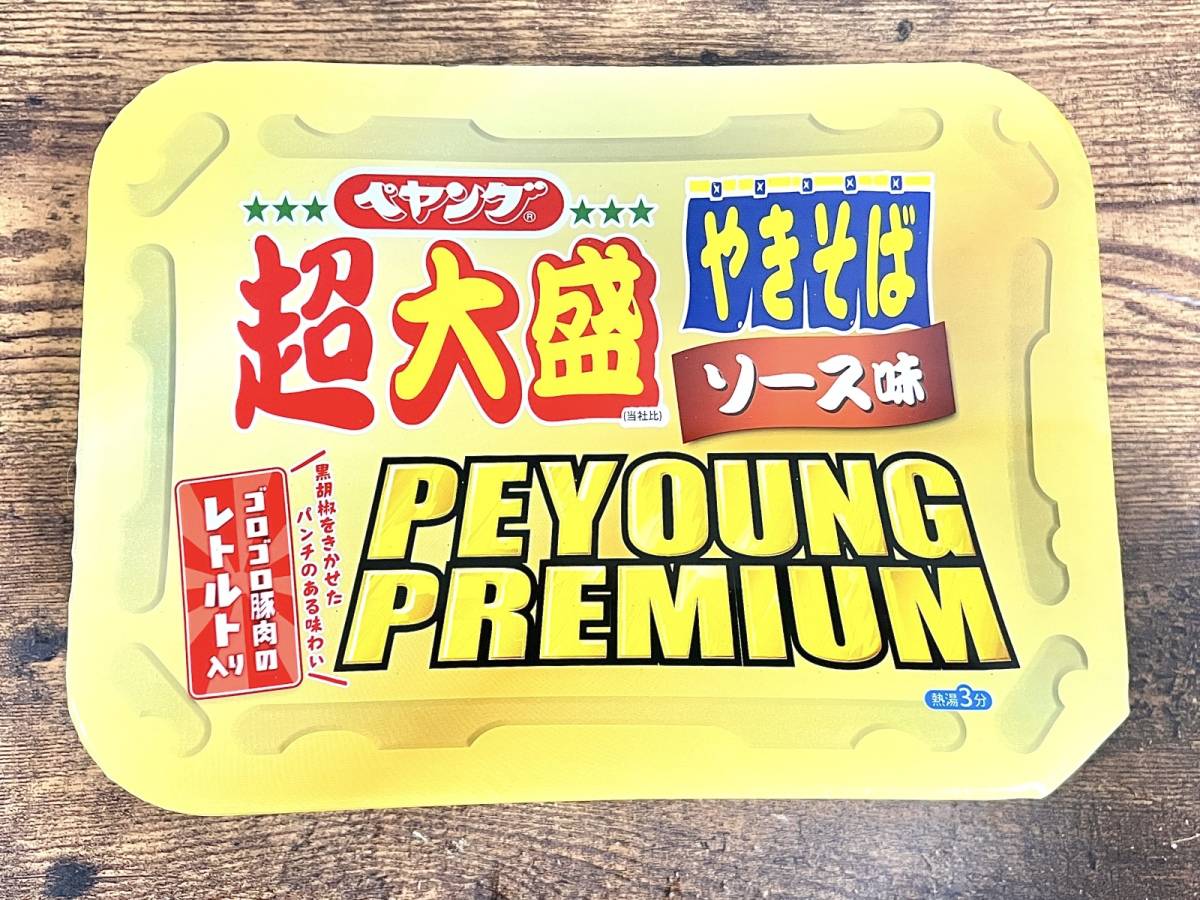 ペヤング®
超大盛
(当社比)
やきそば
ソース味
黒胡椒をきかせた
パンチのある味わい
ゴロゴロ豚肉の
レトルト入り
PEYOUNG
PREMIUM
熱湯3分